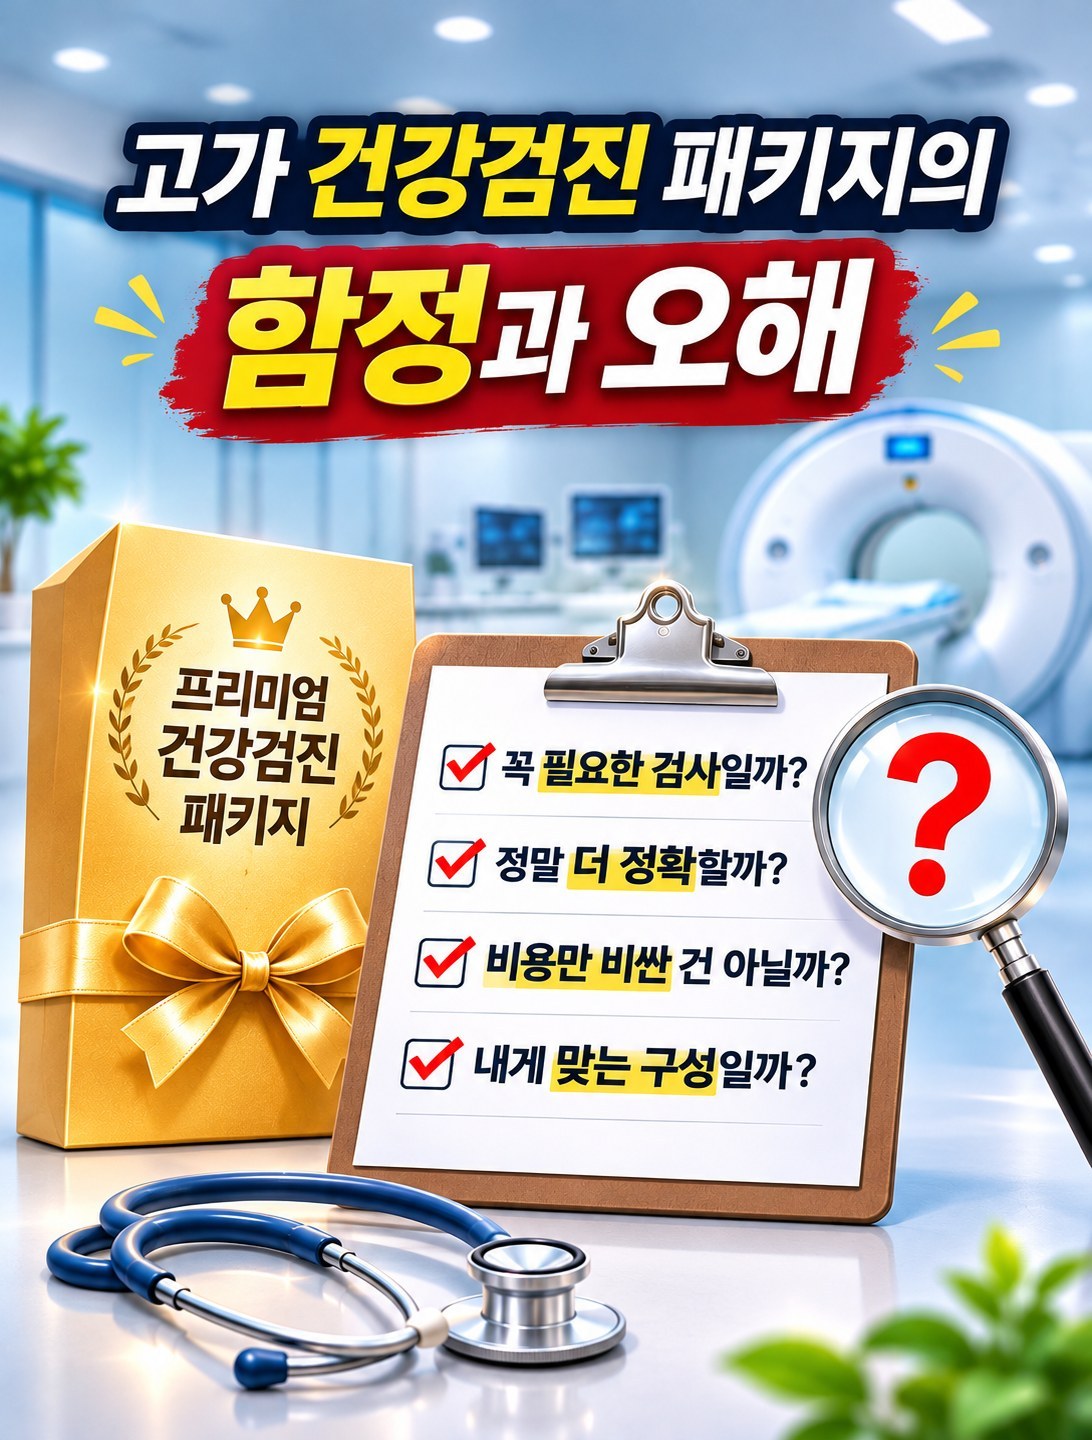 고가 건강검진 패키지의
함정과 오해
프리미엄
건강검진
패키지
꼭 필요한 검사일까?
정말 더 정확할까?
비용만 비싼 건 아닐까?
내게 맞는 구성일까?
?